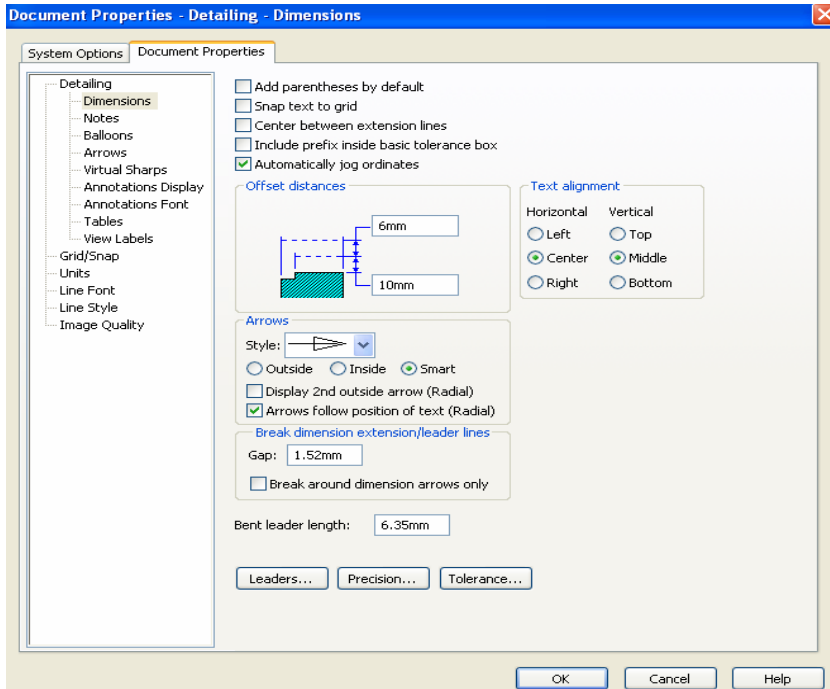 Document Properties - Detailing - Dimensions
System Options
Document Properties
Detailing
Dimensions
Notes
Balloons
Arrows
Virtual Sharps
Annotations Display
Annotations Font
Tables
View Labels
Grid/Snap
Units
Line Font
Line Style
Image Quality
Add parentheses by default
Snap text to grid
Center between extension lines
Include prefix inside basic tolerance box
Automatically jog ordinates
Offset distances
6mm
10mm
Text alignment
Horizontal Vertical
Left Top
Center Middle
Right Bottom
Arrows
Style:
Outside Inside Smart
Display 2nd outside arrow (Radial)
Arrows follow position of text (Radial)
Break dimension extension/leader lines
Gap: 1.52mm
Break around dimension arrows only
Bent leader length: 6.35mm
Leaders... Precision... Tolerance...
OK Cancel Help